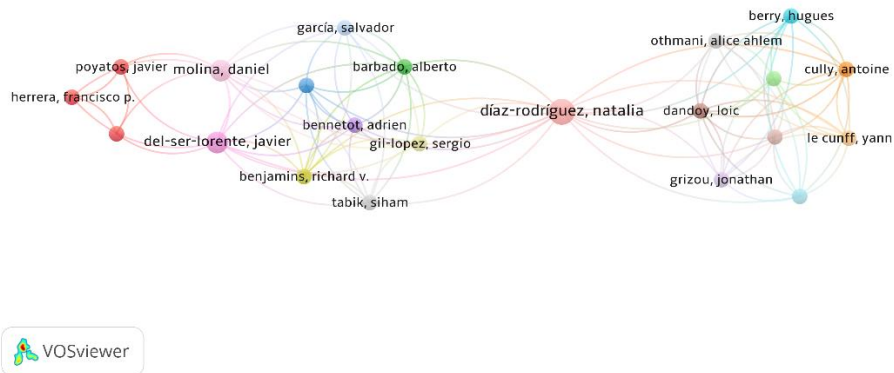 berry, hugues
garcía, salvador
othmani, alice ahlem
poyatos, javier
molina, daniel
barbado, alberto
cully, antoine
herrera, francisco p.
díaz-rodríguez, natalia
dandoy, loic
bennetot, adrien
del-ser-lorente, javier
gil-lopez, sergio
le cunff, yann
benjamins, richard v.
grizou, jonathan
tabik, siham
VOSviewer